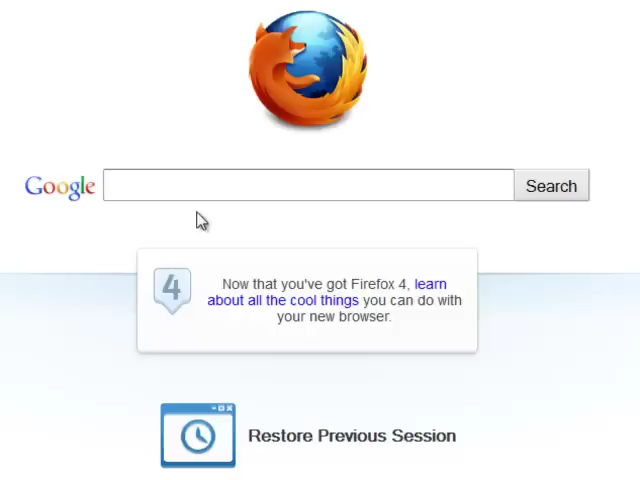 Google
Search
4
Now that you've got Firefox 4, learn
about all the cool things you can do with
your new browser.
Restore Previous Session